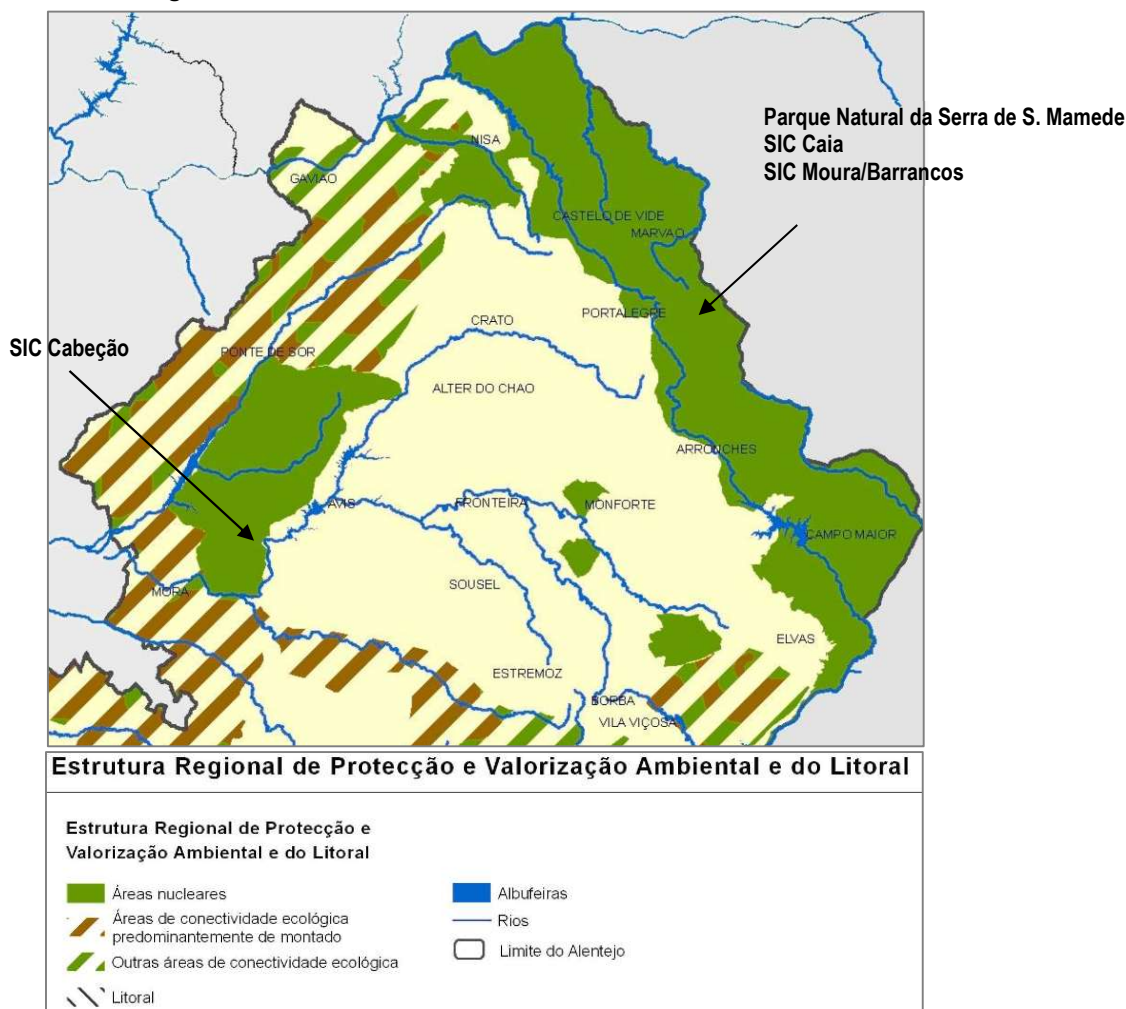 Parque Natural da Serra de S. Mamede
SIC Caia
SIC Moura/Barrancos
NISA
GAVIAO
CASTELO DE VIDE
MARVAO
PORTALEGRE
CRATO
SIC Cabeção
PONTE DE SOR
ALTER DO CHAO
ARRONCHES
AVIS
FRONTEIRA
MONFORTE
CAMPO MAIOR
MORA
SOUSEL
ELVAS
ESTREMOZ
BORBA
VILA VIÇOSA
Estrutura Regional de Protecção e Valorização Ambiental e do Litoral
Estrutura Regional de Protecção e
Valorização Ambiental e do Litoral
Áreas nucleares
Áreas de conectividade ecológica
predominantemente de montado
Outras áreas de conectividade ecológica
Litoral
Albufeiras
Rios
Limite do Alentejo